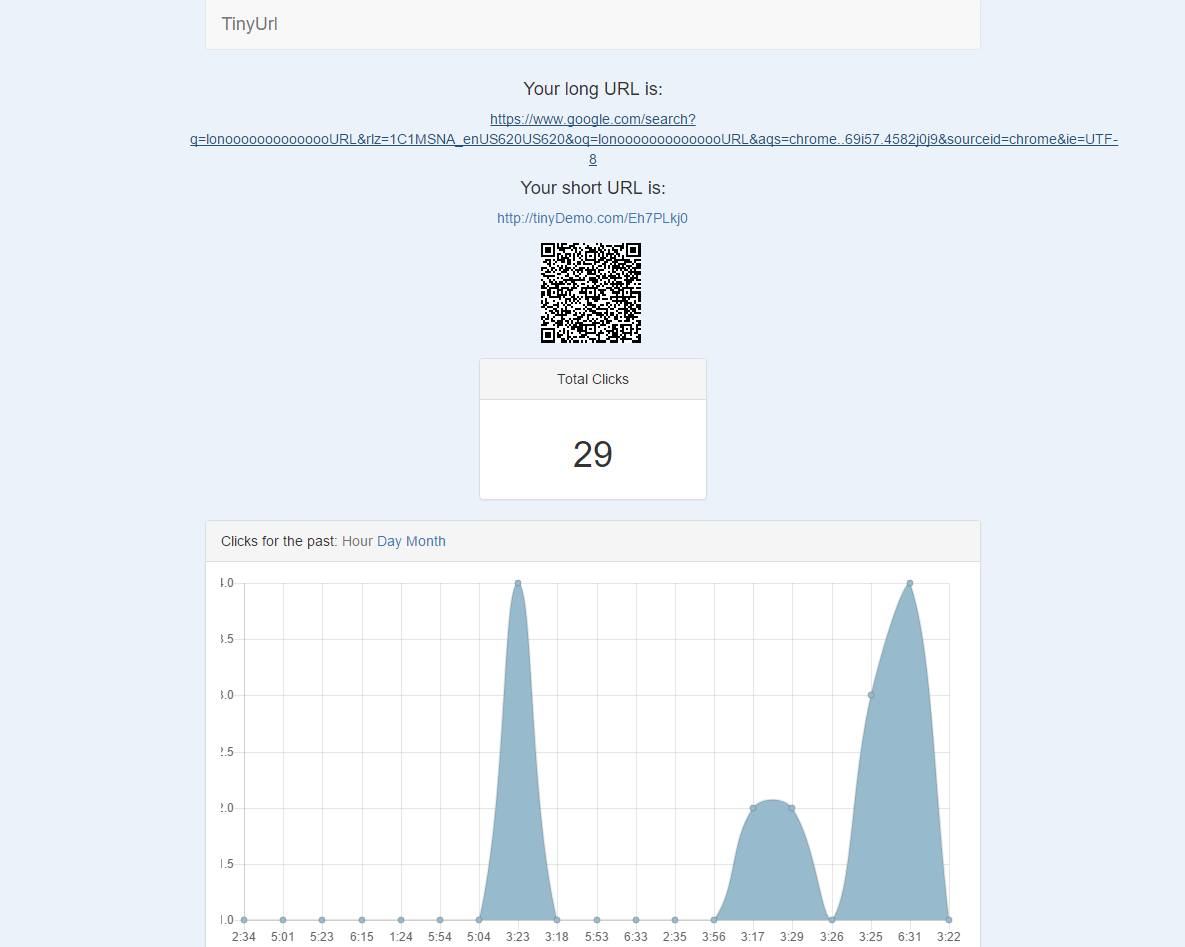 TinyUrl
Your long URL is:
https://www.google.com/search?
q=lonoooooooooooooURL&rlz=1C1MSNA_enUS620US620&oq=lonoooooooooooooURL&aqs=chrome..69i57.4582j0j9&sourceid=chrome&ie=UTF-
8
Your short URL is:
http://tinyDemo.com/Eh7PLkj0
Total Clicks
29
Clicks for the past: Hour Day Month
4.0
3.5
3.0
2.5
2.0
1.5
1.0
2:34 5:01 5:23 6:15 1:24 5:54 5:04 3:23 3:18 5:53 6:33 2:35 3:56 3:17 3:29 3:26 3:25 6:31 3:22